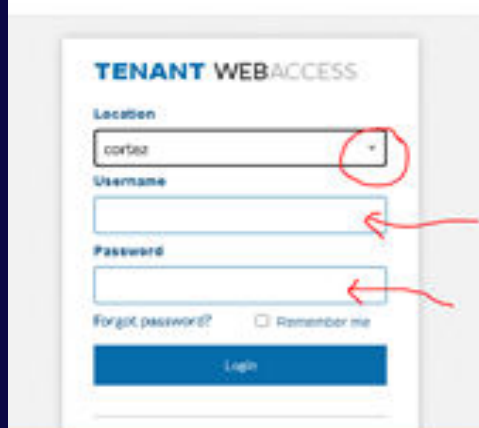 TENANT WEBACCESS
Location
cortez
Username
Password
Forgot password? Remember me
Login